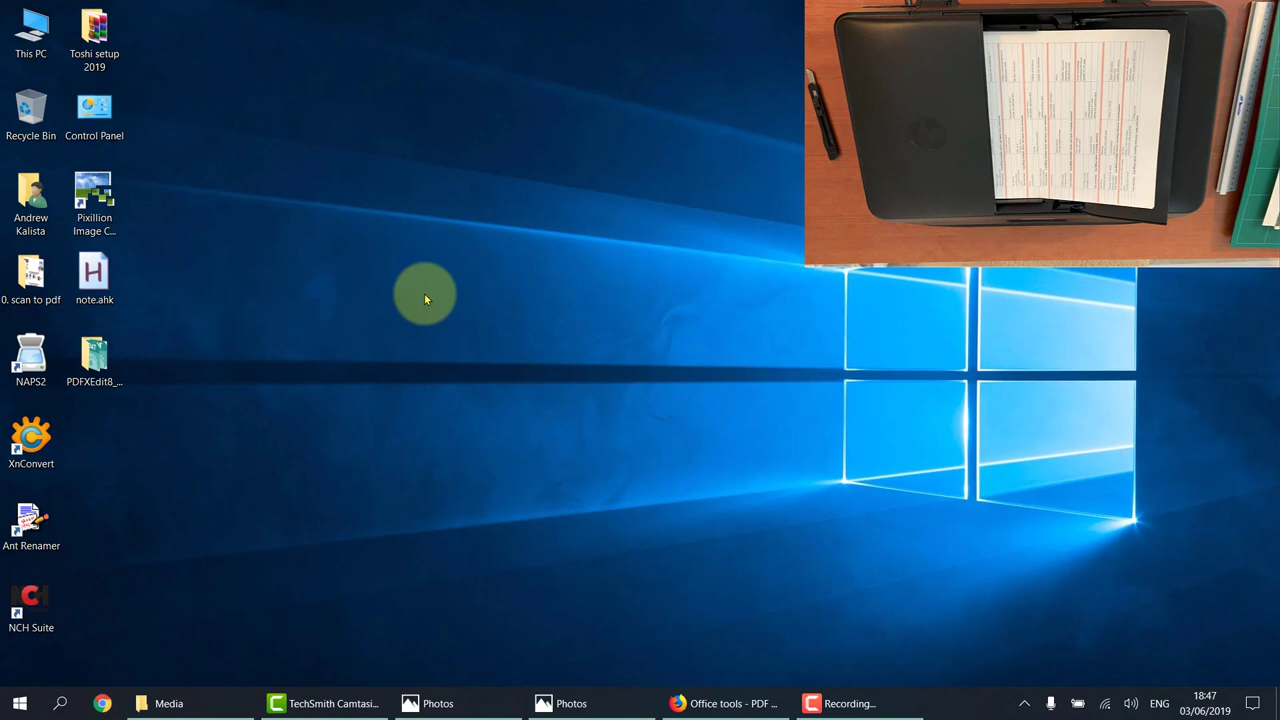 This PC
Toshi setup
2019
Recycle Bin
Control Panel
Andrew
Kalista
Pixillion
Image C...
0. scan to pdf
note.ahk
NAPS2
PDFXEdit8_...
XnConvert
Ant Renamer
NCH Suite
Media
TechSmith Camtasi...
Photos
Photos
Office tools - PDF ...
Recording...
ENG
18:47
03/06/2019